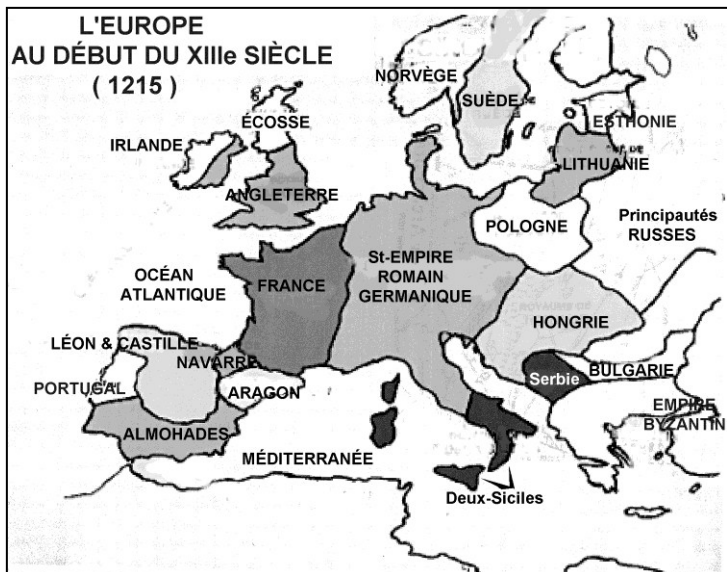 L'EUROPE
AU DÉBUT DU XIIIe SIÈCLE
( 1215 )
NORVÈGE
SUÈDE
ÉCOSSE
ESTHONIE
IRLANDE
LITHUANIE
ANGLETERRE
POLOGNE
Principautés
RUSSES
St-EMPIRE
ROMAIN
GERMANIQUE
OCÉAN
ATLANTIQUE
FRANCE
HONGRIE
LÉON & CASTILLE
NAVARRE
Serbie
BULGARIE
PORTUGAL
ARAGON
EMPIRE
BYZANTIN
ALMOHADES
MÉDITERRANÉE
Deux-Siciles